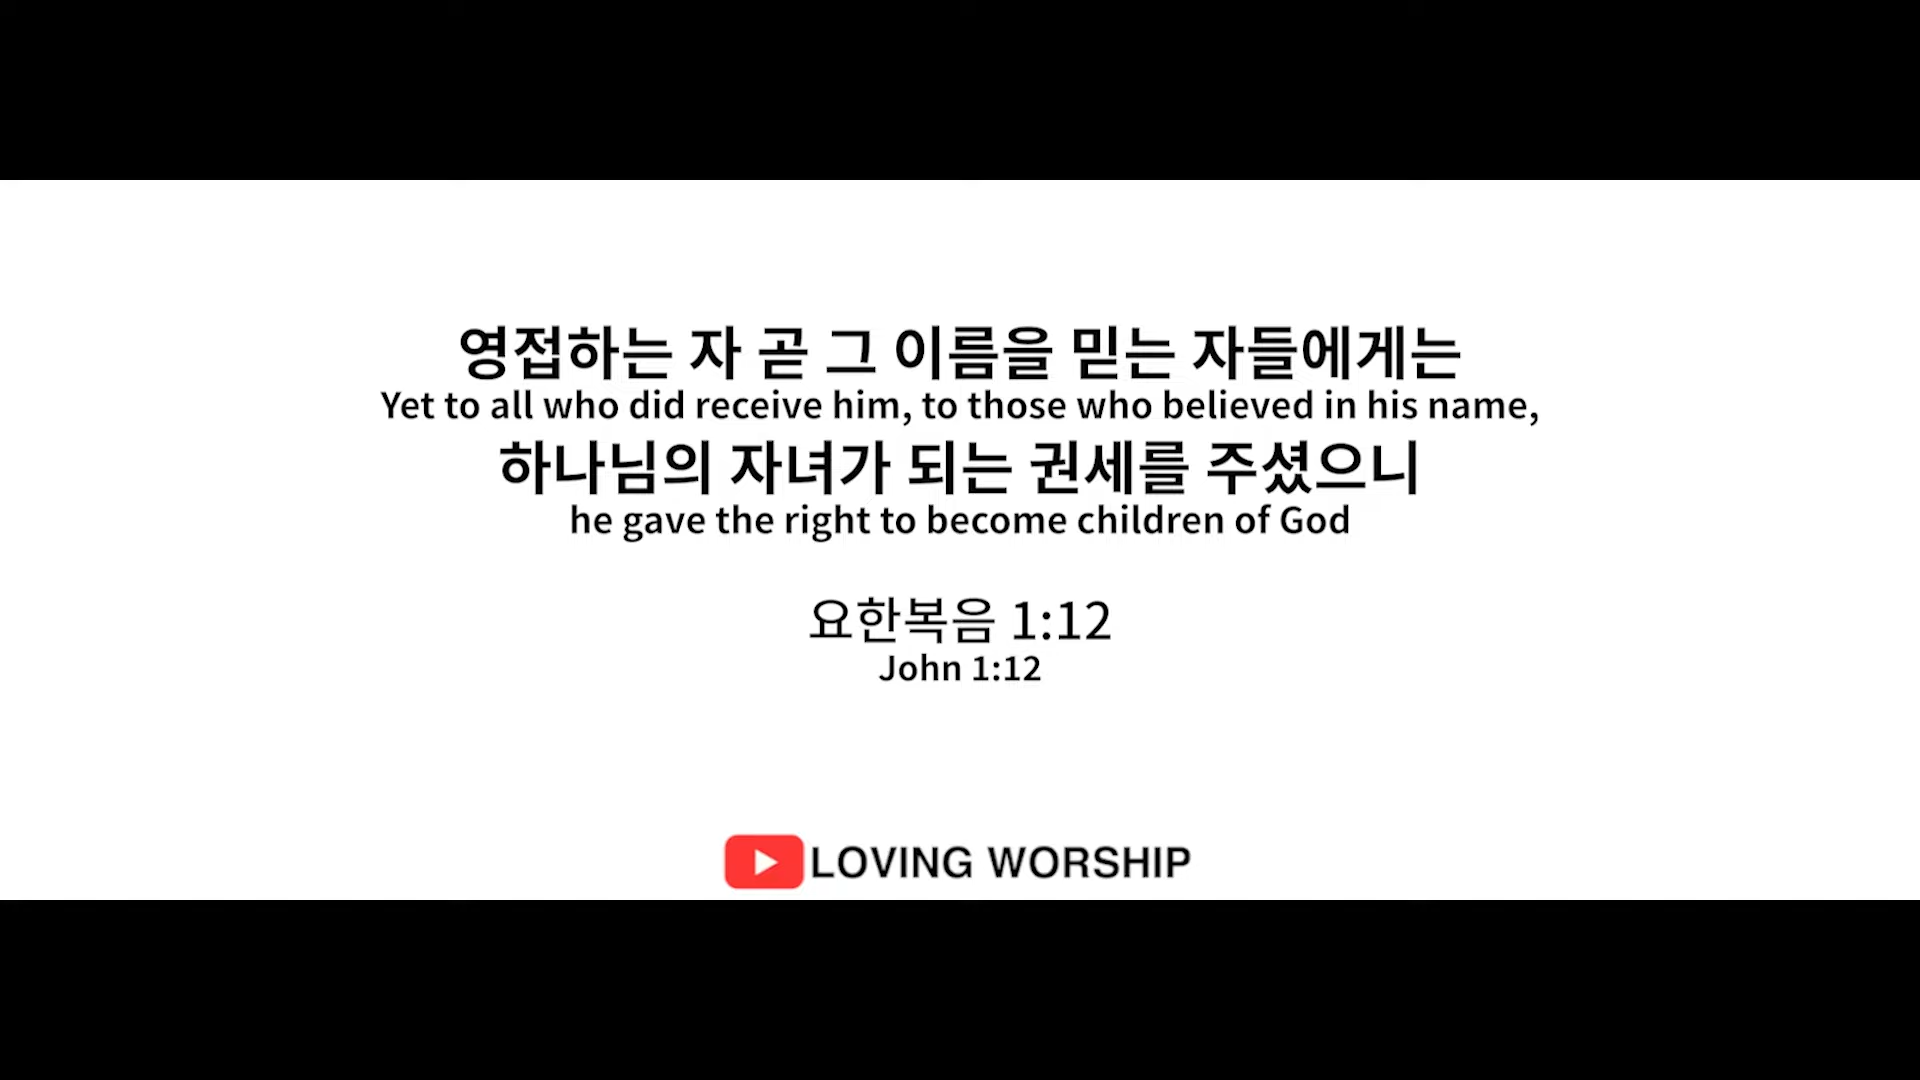 영접하는 자 곧 그 이름을 믿는 자들에게는
Yet to all who did receive him, to those who believed in his name,
하나님의 자녀가 되는 권세를 주셨으니
he gave the right to become children of God
요한복음 1:12
John 1:12
LOVING WORSHIP